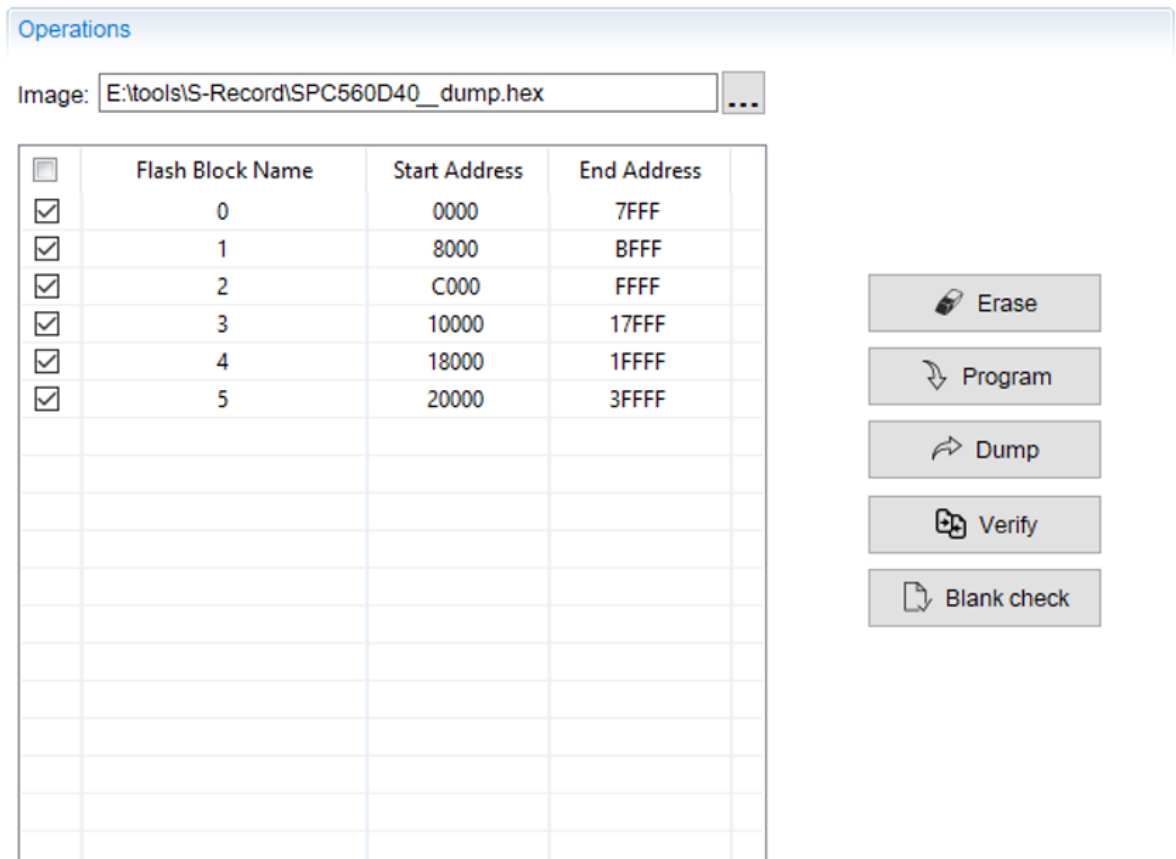 Operations
Image: E:\tools\S-Record\SPC560D40__dump.hex ...
Flash Block Name Start Address End Address
0 0000 7FFF
1 8000 BFFF
2 C000 FFFF
3 10000 17FFF
4 18000 1FFFF
5 20000 3FFFF
Erase
Program
Dump
Verify
Blank check